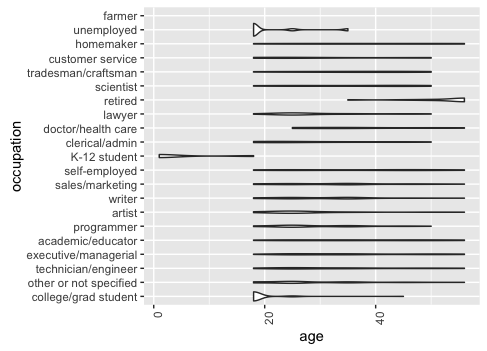 farmer
unemployed
homemaker
customer service
tradesman/craftsman
scientist
retired
lawyer
doctor/health care
clerical/admin
K-12 student
self-employed
sales/marketing
writer
artist
programmer
academic/educator
executive/managerial
technician/engineer
other or not specified
college/grad student
occupation
0
20
40
age